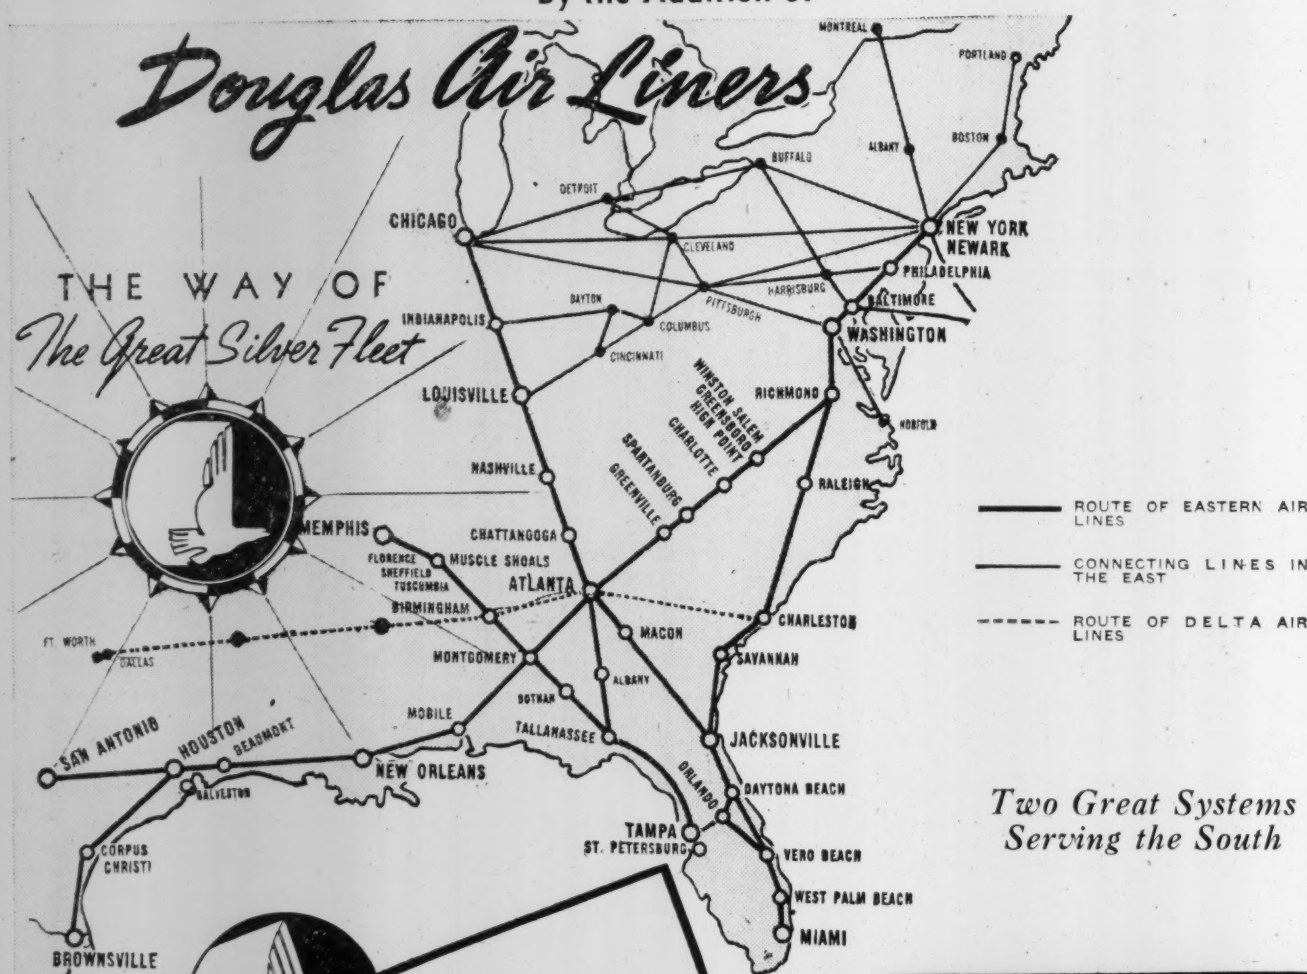 By the Addition of
Douglas Air Liners
THE WAY OF
The Great Silver Fleet
MONTREAL
PORTLAND
ALBANY
BOSTON
BUFFALO
DETROIT
CHICAGO
CLEVELAND
NEW YORK
NEWARK
PHILADELPHIA
HARRISBURG
PITTSBURGH
BALTIMORE
DAYTON
COLUMBUS
INDIANAPOLIS
CINCINNATI
WASHINGTON
LOUISVILLE
RICHMOND
NORFOLK
WINSTON SALEM
GREENSBORO
HIGH POINT
CHARLOTTE
SPARTANBURG
GREENVILLE
NASHVILLE
RALEIGH
MEMPHIS
CHATTANOOGA
FLORENCE
SHEFFIELD
TUSCUMBIA
MUSCLE SHOALS
ATLANTA
BIRMINGHAM
CHARLESTON
MACON
FT. WORTH
DALLAS
MONTGOMERY
SAVANNAH
ALBANY
DOTHAN
MOBILE
TALLAHASSEE
JACKSONVILLE
SAN ANTONIO
HOUSTON
BEAUMONT
NEW ORLEANS
GALVESTON
ORLANDO
DAYTONA BEACH
TAMPA
ST. PETERSBURG
CORPUS
CHRISTI
VERO BEACH
WEST PALM BEACH
MIAMI
BROWNSVILLE
ROUTE OF EASTERN AIR
LINES
CONNECTING LINES IN
THE EAST
ROUTE OF DELTA AIR
LINES
Two Great Systems
Serving the South